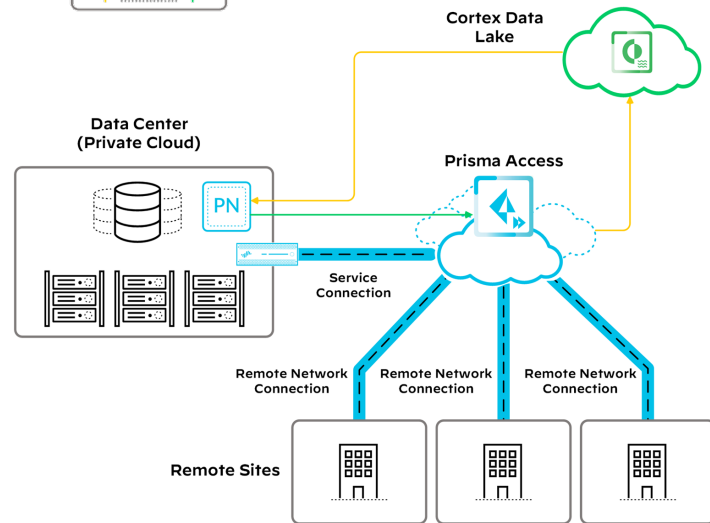 Cortex Data
Lake
Data Center
(Private Cloud)
Prisma Access
PN
Service
Connection
Remote Network
Connection
Remote Network
Connection
Remote Network
Connection
Remote Sites